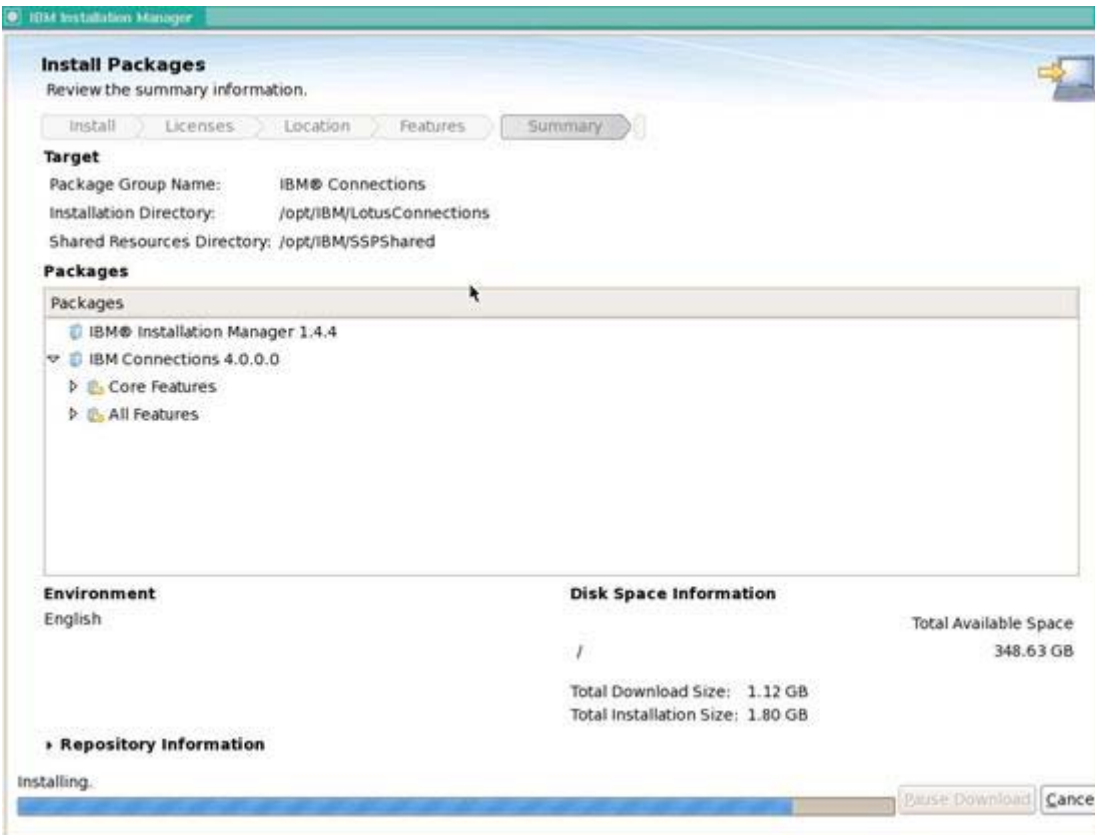 IBM Installation Manager
Install Packages
Review the summary information.
Install Licenses Location Features Summary
Target
Package Group Name: IBM® Connections
Installation Directory: /opt/IBM/LotusConnections
Shared Resources Directory: /opt/IBM/SSPShared
Packages
Packages
IBM® Installation Manager 1.4.4
IBM Connections 4.0.0.0
Core Features
All Features
Environment Disk Space Information
English Total Available Space
/ 348.63 GB
Total Download Size: 1.12 GB
Total Installation Size: 1.80 GB
Repository Information
Installing.
Pause Download Cance